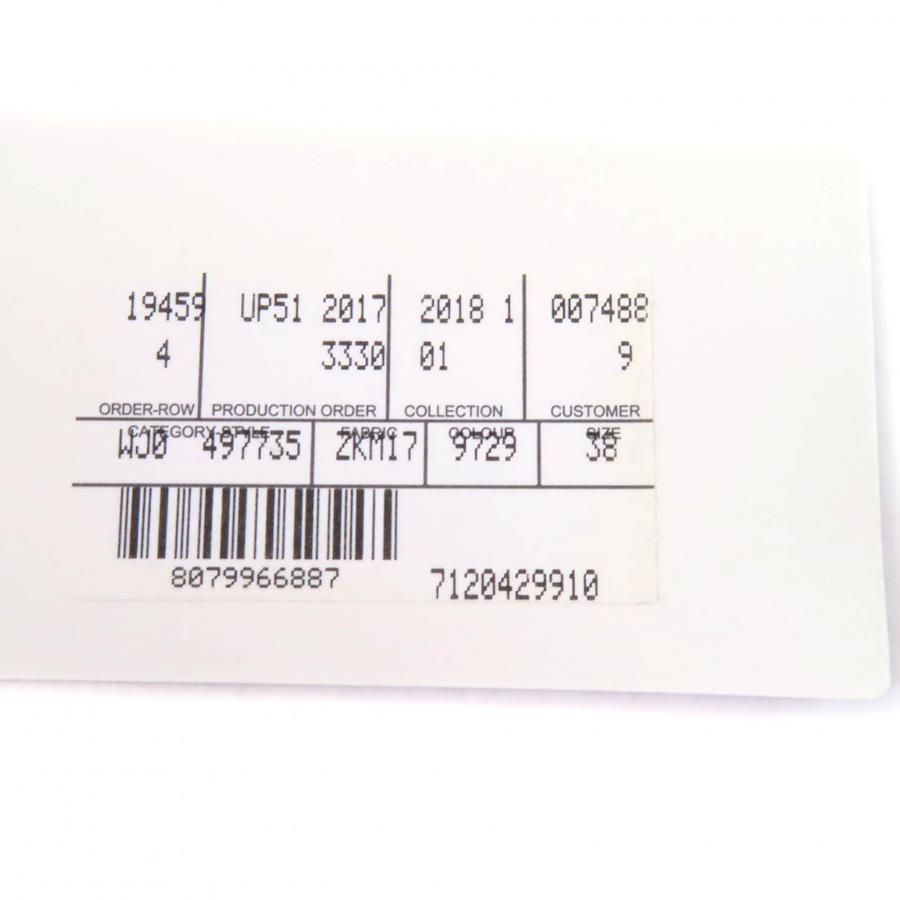 19459 UP51 2017 2018 1 007488
4 3330 01 9
ORDER-ROW PRODUCTION ORDER COLLECTION CUSTOMER
CATEGORY-STYLE FABRIC COLOUR SIZE
WJ0 497735 ZKM17 9729 38
8079966887 7120429910